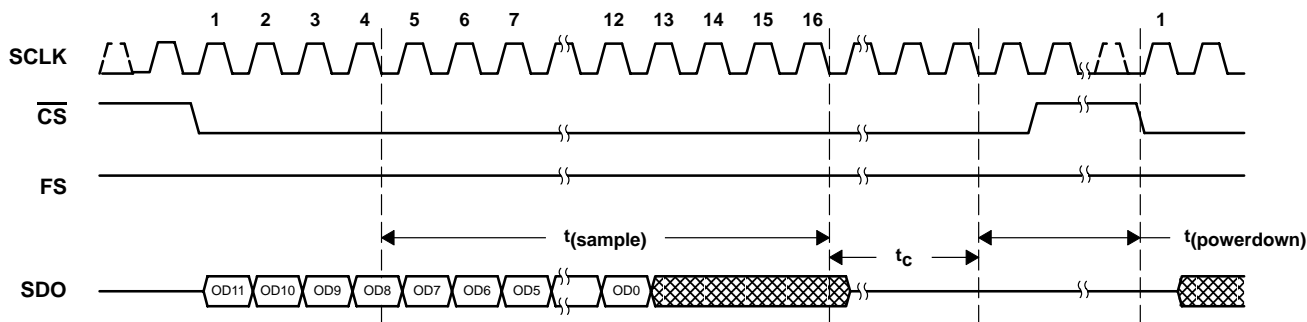 1 2 3 4 5 6 7 12 13 14 15 16 1
SCLK
CS
FS
t(sample) t(powerdown)
tC
SDO OD11 OD10 OD9 OD8 OD7 OD6 OD5 OD0